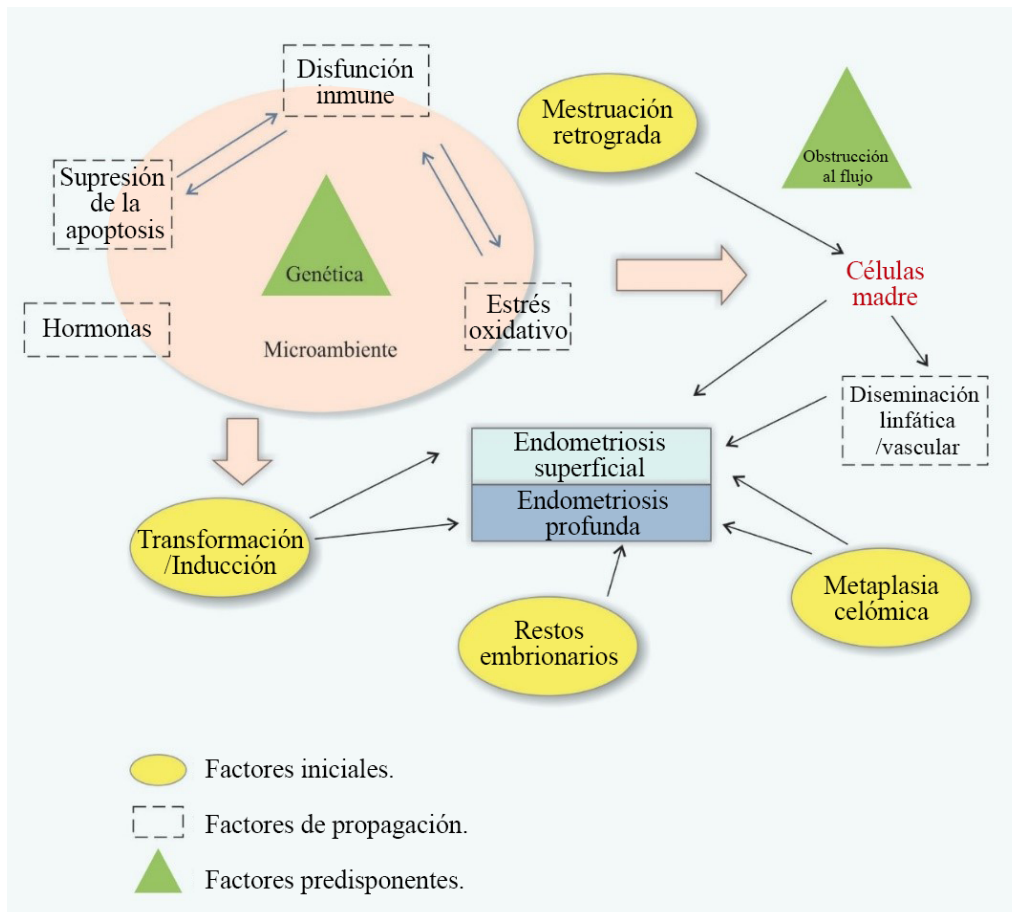 Disfunción
inmune
Mestruación
retrograda
Obstrucción
al flujo
Supresión
de la
apoptosis
Genética
Células
madre
Hormonas
Estrés
oxidativo
Microambiente
Diseminación
linfática
/vascular
Endometriosis
superficial
Endometriosis
profunda
Transformación
/Inducción
Metaplasia
celómica
Restos
embrionarios
Factores iniciales.
Factores de propagación.
Factores predisponentes.